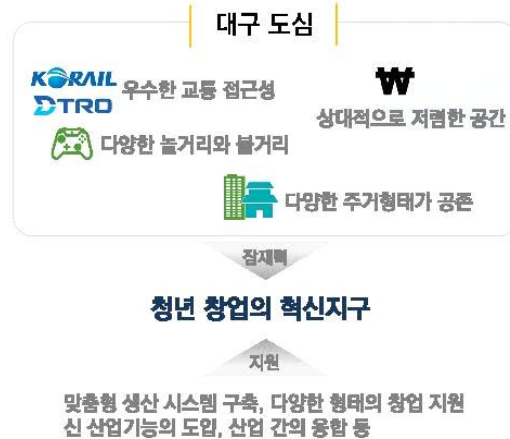 대구 도심
KORAIL
DTRO
우수한 교통 접근성
₩
상대적으로 저렴한 공간
다양한 놀거리와 볼거리
다양한 주거형태가 공존
잠재력
청년 창업의 혁신지구
지원
맞춤형 생산 시스템 구축, 다양한 형태의 창업 지원
신 산업기능의 도입, 산업 간의 융합 등